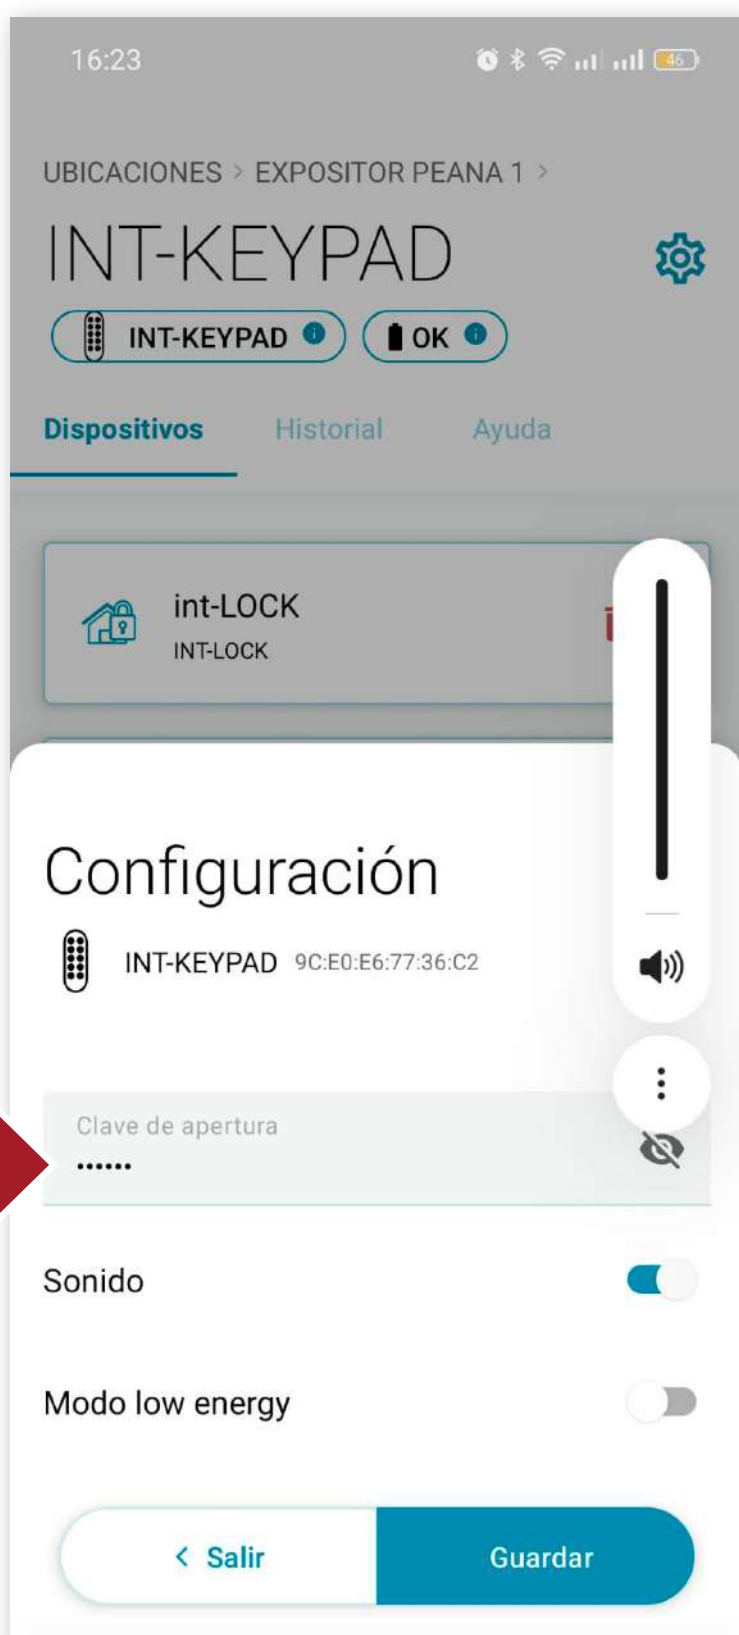 16:23
46
UBICACIONES > EXPOSITOR PEANA 1 >
INT-KEYPAD
INT-KEYPAD OK
Dispositivos Historial Ayuda
int-LOCK
INT-LOCK
Configuración
INT-KEYPAD 9C:E0:E6:77:36:C2
Clave de apertura
••••••
Sonido
Modo low energy
< Salir Guardar